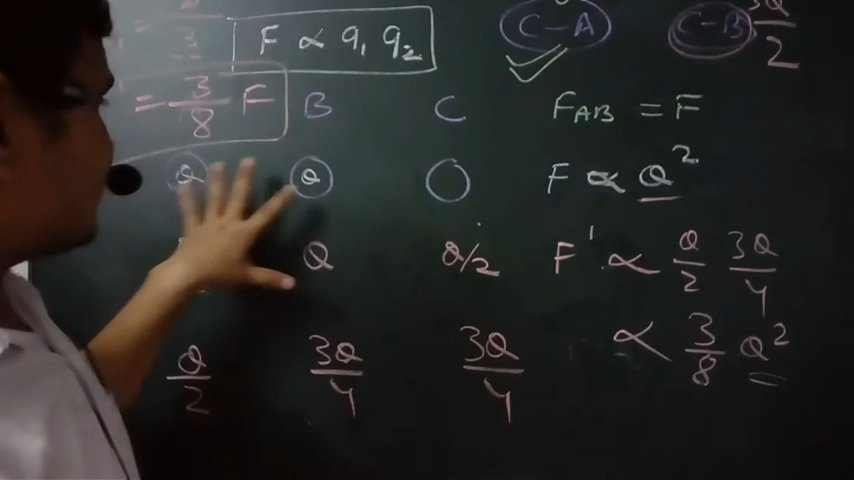 F ∝ q₁ q₂
C-A
C-B
3Q/2
= 3/8 F
B
C
F_AB = F
Q
Q
F ∝ Q²
Q
Q/2
F' ∝ Q/2 3Q/4
Q/2
3Q/4
3Q/4
∝ 3/8 Q²